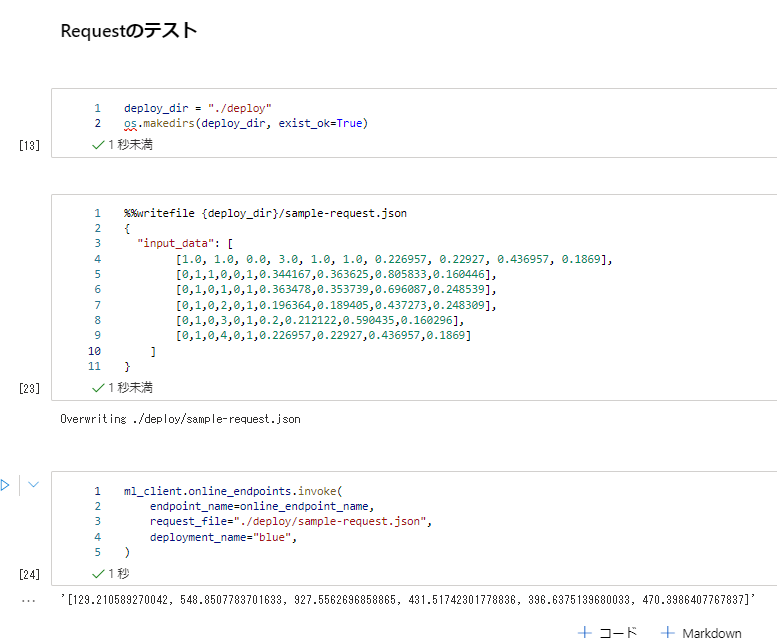 Requestのテスト
1 deploy_dir = "./deploy"
2 os.makedirs(deploy_dir, exist_ok=True)
[13]
1 秒未満
1 %%writefile {deploy_dir}/sample-request.json
2 {
3 "input_data": [
4 [1.0, 1.0, 0.0, 3.0, 1.0, 1.0, 0.226957, 0.22927, 0.436957, 0.1869],
5 [0,1,1,0,0,1,0.344167,0.363625,0.805833,0.160446],
6 [0,1,0,1,0,1,0.363478,0.353739,0.696087,0.248539],
7 [0,1,0,2,0,1,0.196364,0.189405,0.437273,0.248309],
8 [0,1,0,3,0,1,0.2,0.212122,0.590435,0.160296],
9 [0,1,0,4,0,1,0.226957,0.22927,0.436957,0.1869]
10 ]
11 }
[23]
1 秒未満
Overwriting ./deploy/sample-request.json
1 ml_client.online_endpoints.invoke(
2 endpoint_name=online_endpoint_name,
3 request_file="./deploy/sample-request.json",
4 deployment_name="blue",
5 )
[24]
1 秒
... '[129.210589270042, 548.8507783701633, 927.5562696858865, 431.51742301778836, 396.6375139680033, 470.3986407767837]'
+ コード + Markdown